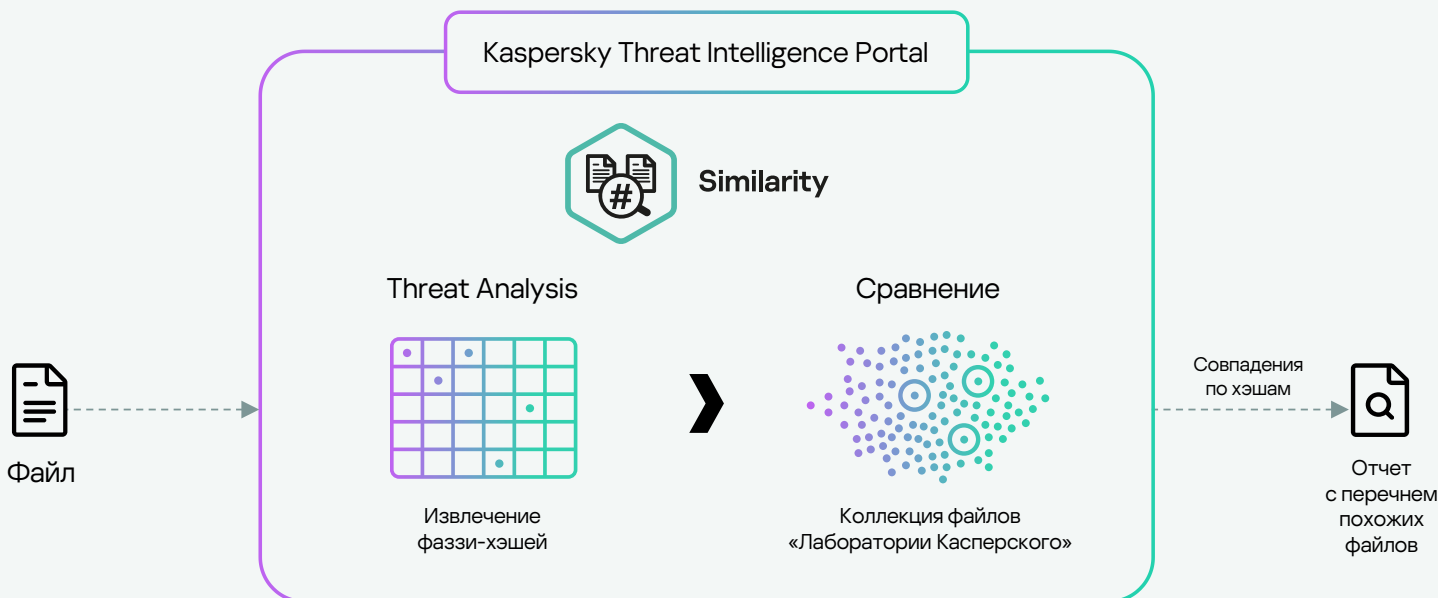 Kaspersky Threat Intelligence Portal
#
Similarity
Threat Analysis
Сравнение
Файл
Извлечение
фаззи-хэшей
Коллекция файлов
«Лаборатории Касперского»
Совпадения
по хэшам
Отчет
с перечнем
похожих
файлов